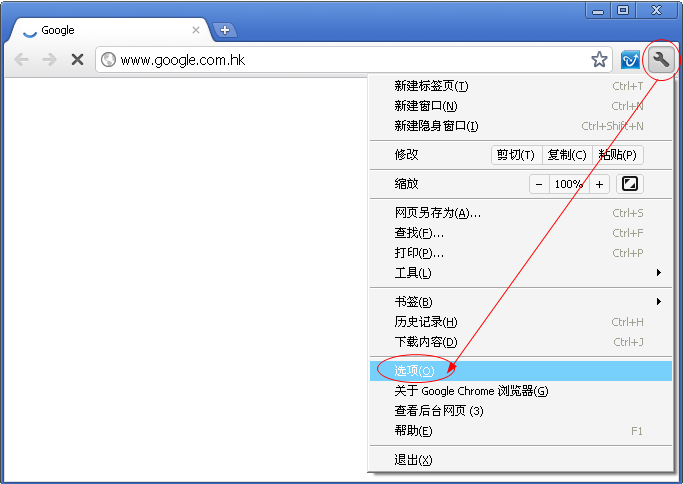 Google
www.google.com.hk
新建标签页(T) Ctrl+T
新建窗口(N) Ctrl+N
新建隐身窗口(I) Ctrl+Shift+N
修改 剪切(T) 复制(C) 粘贴(P)
缩放 - 100% +
网页另存为(A)... Ctrl+S
查找(F)... Ctrl+F
打印(P)... Ctrl+P
工具(L)
书签(B)
历史记录(H) Ctrl+H
下载内容(D) Ctrl+J
选项(O)
关于 Google Chrome 浏览器(G)
查看后台网页 (3)
帮助(E) F1
退出(X)